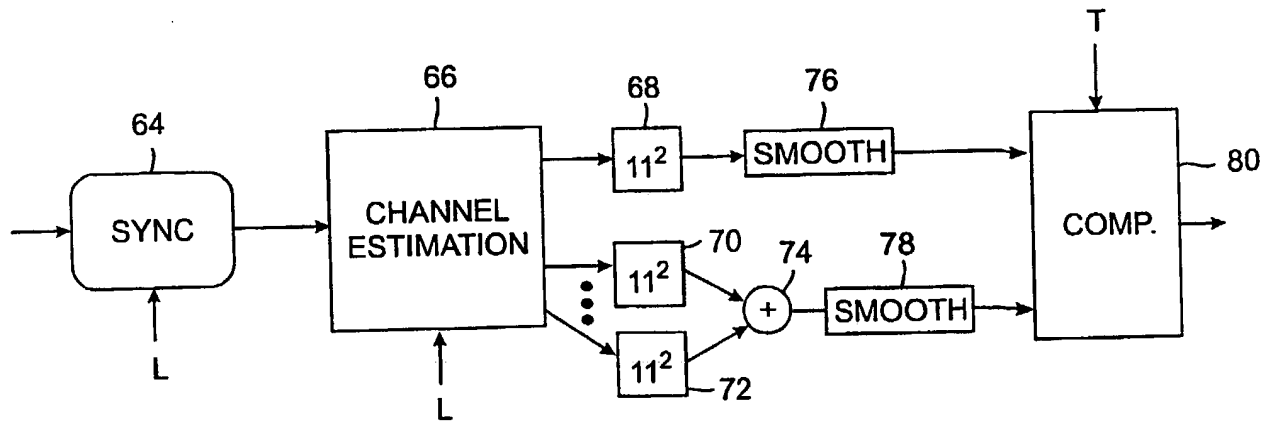 T
64
66
68
76
80
SYNC
CHANNEL
ESTIMATION
11²
SMOOTH
COMP.
70
74
78
11²
+
SMOOTH
11²
72
L
L